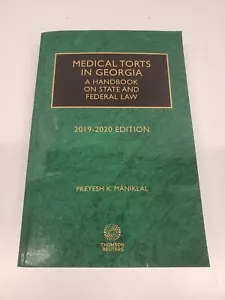 MEDICAL TORTS
IN GEORGIA
A HANDBOOK
ON STATE AND
FEDERAL LAW
2019-2020 EDITION
PREYESH K. MANIKLAL
THOMSON
REUTERS